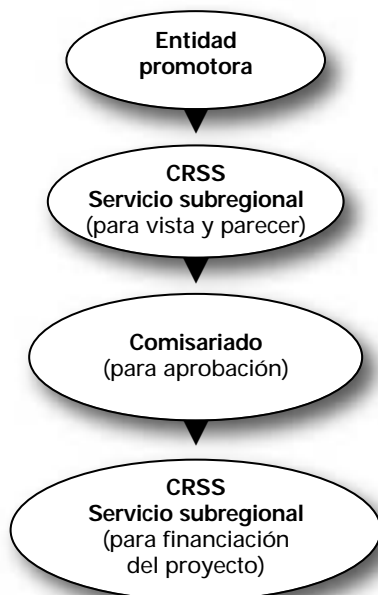 Entidad
promotora
CRSS
Servicio subregional
(para vista y parecer)
Comisariado
(para aprobación)
CRSS
Servicio subregional
(para financiación
del proyecto)